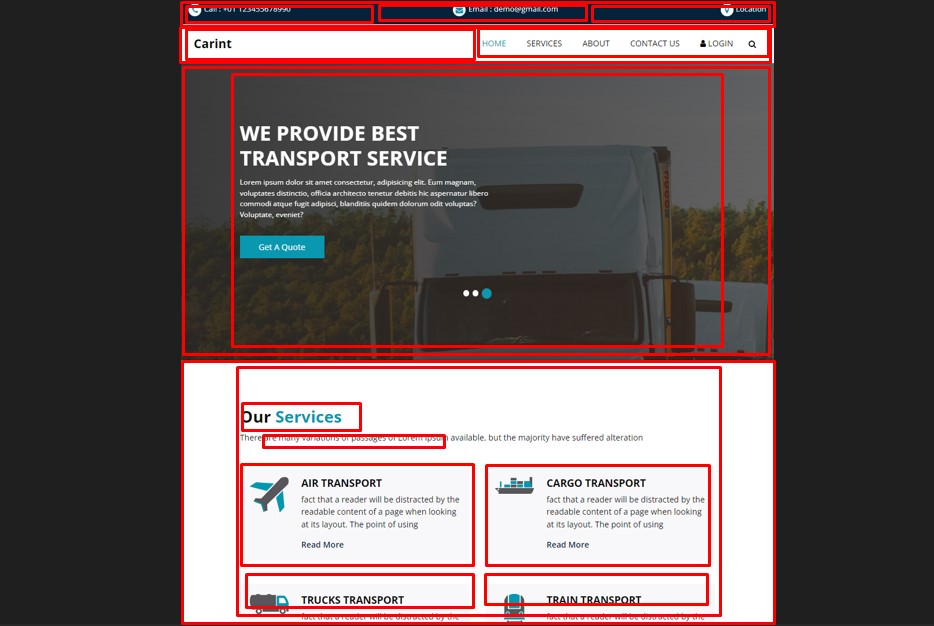 Call : +01 123455678990
Email : demo@gmail.com
Location
Carint
HOME
SERVICES
ABOUT
CONTACT US
LOGIN
WE PROVIDE BEST
TRANSPORT SERVICE
Lorem ipsum dolor sit amet consectetur, adipisicing elit. Eum magnam,
voluptates distinctio, officia architecto tenetur debitis hic aspernatur libero
commodi atque fugit adipisci, blanditiis quidem dolorum odit voluptas?
Voluptate, eveniet?
Get A Quote
Our Services
There are many variations of passages of Lorem Ipsum available, but the majority have suffered alteration
AIR TRANSPORT
fact that a reader will be distracted by the
readable content of a page when looking
at its layout. The point of using
Read More
CARGO TRANSPORT
fact that a reader will be distracted by the
readable content of a page when looking
at its layout. The point of using
Read More
TRUCKS TRANSPORT
fact that a reader will be distracted by the
TRAIN TRANSPORT
fact that a reader will be distracted by the